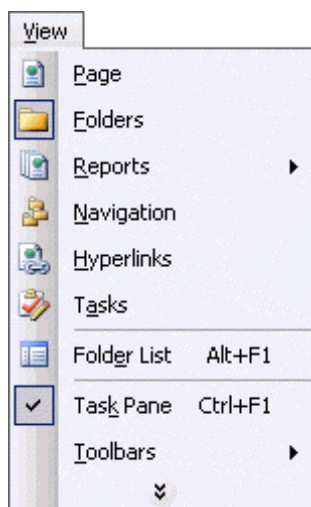 View
Page
Folders
Reports
Navigation
Hyperlinks
Tasks
Folder List Alt+F1
Task Pane Ctrl+F1
Toolbars